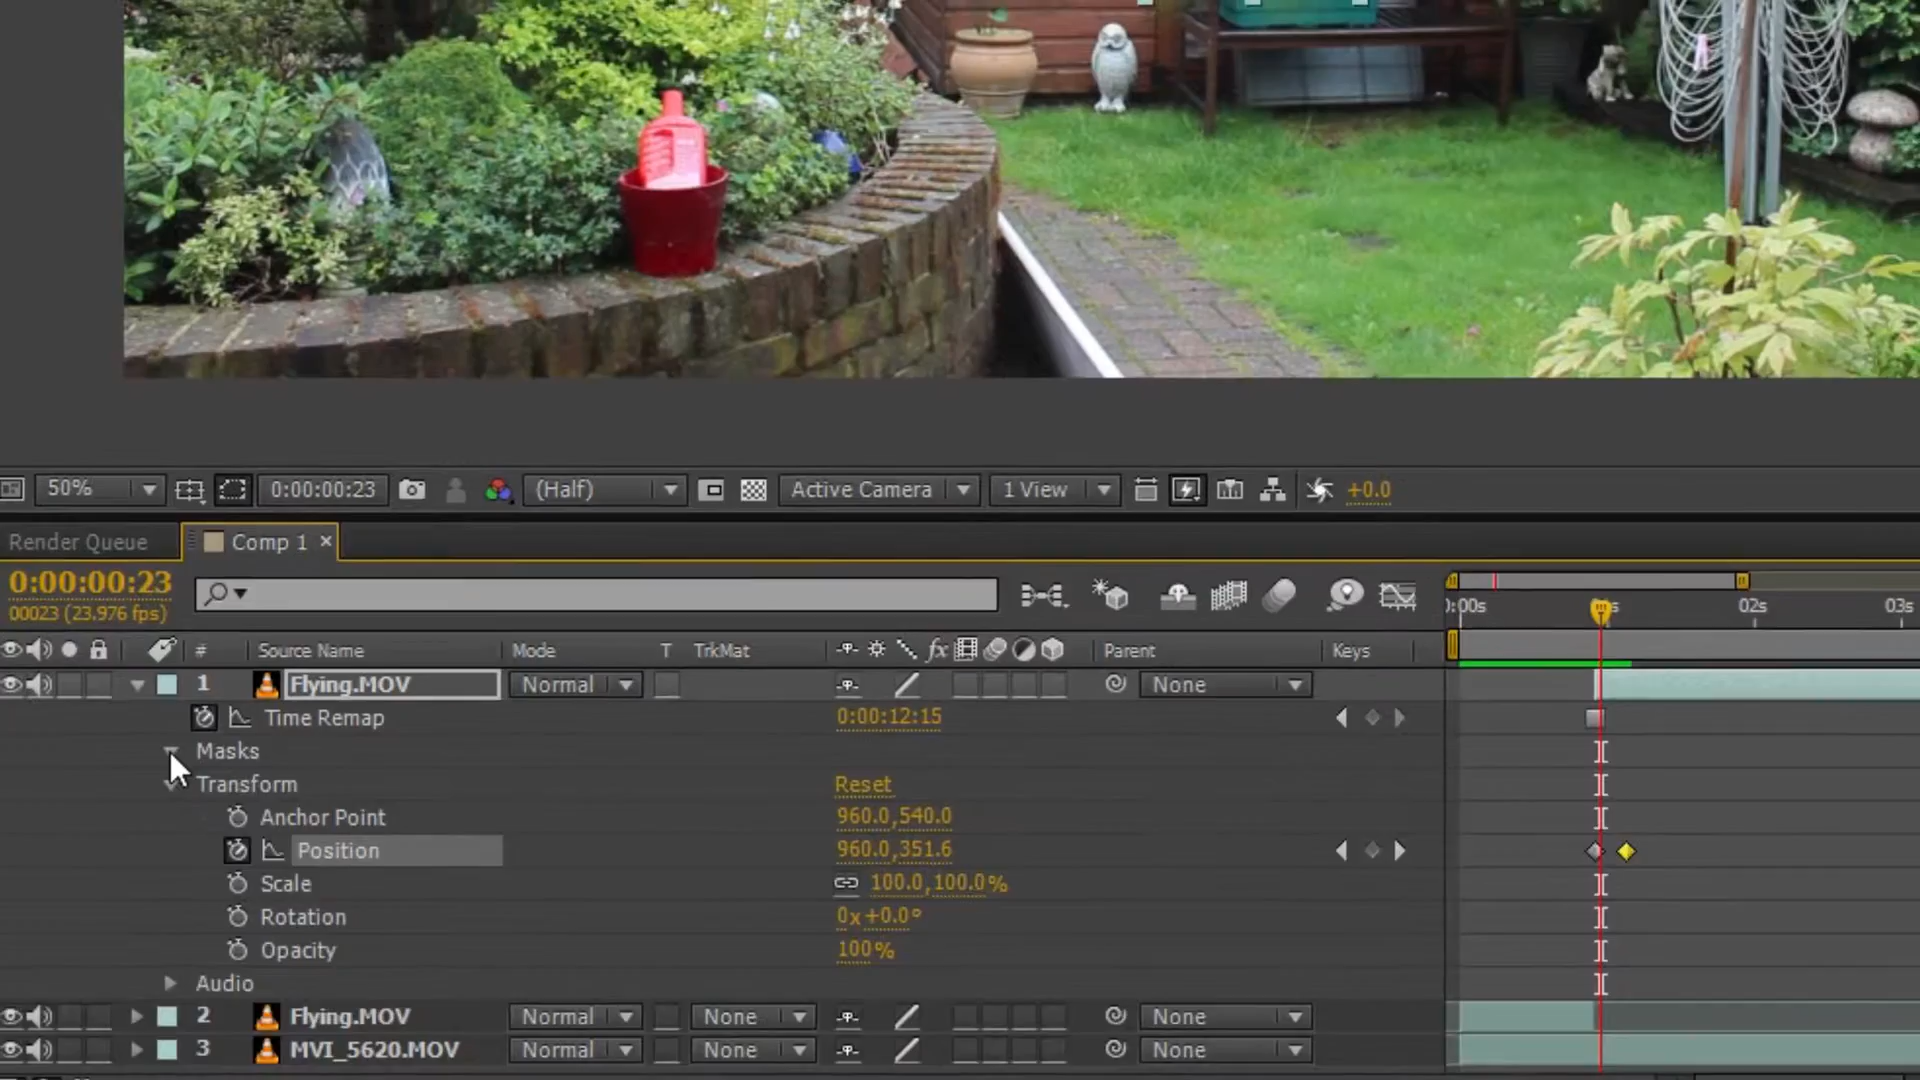 50% 0:00:00:23 (Half) Active Camera 1 View +0.0
Render Queue Comp 1 ×
0:00:00:23
00023 (23.976 fps)
):00s 02s 03s
# Source Name Mode T TrkMat fx Parent Keys
1 Flying.MOV Normal None
Time Remap 0:00:12:15
Masks
Transform Reset
Anchor Point 960.0,540.0
Position 960.0,351.6
Scale 100.0,100.0%
Rotation 0x+0.0°
Opacity 100%
Audio
2 Flying.MOV Normal None None
3 MVI_5620.MOV Normal None None